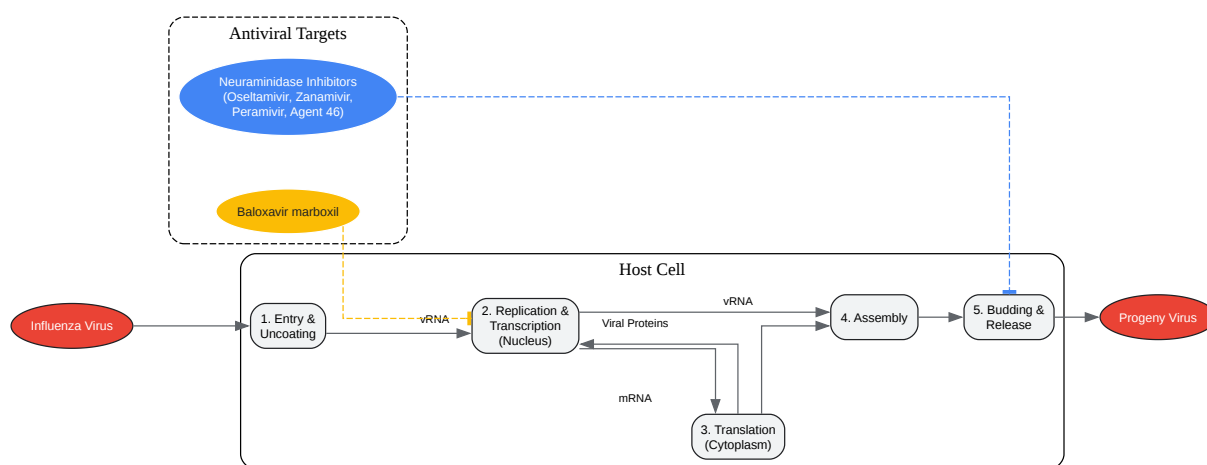 Antiviral Targets
Neuraminidase Inhibitors
(Oseltamivir, Zanamivir,
Peramivir, Agent 46)
Baloxavir marboxil
Host Cell
Influenza Virus
1. Entry &
Uncoating
vRNA
2. Replication &
Transcription
(Nucleus)
vRNA
Viral Proteins
mRNA
3. Translation
(Cytoplasm)
4. Assembly
5. Budding &
Release
Progeny Virus